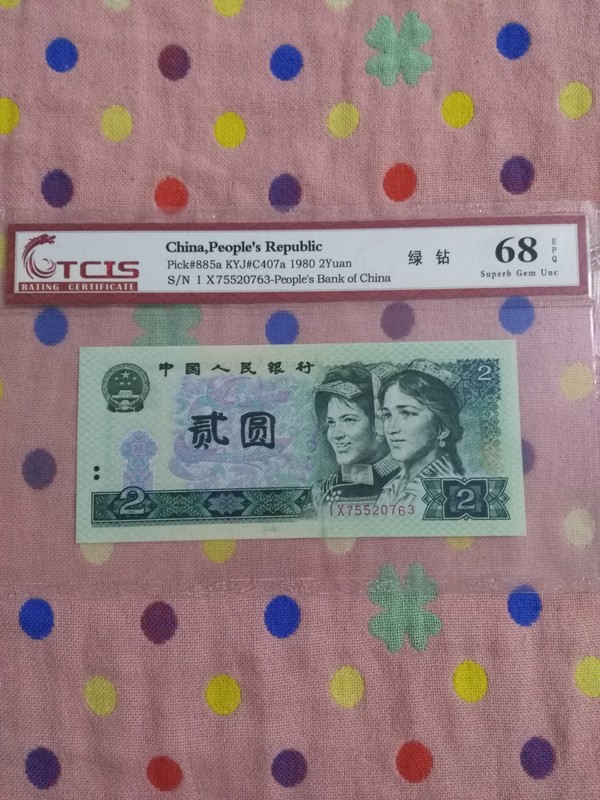 TCIS
RATING CERTIFICATE
China,People's Republic
Pick#885a KYJ#C407a 1980 2Yuan
S/N I X75520763-People's Bank of China
绿 钻
68
EPQ
Superb Gem Unc
中国人民银行
2
贰圆
2
IX75520763
2